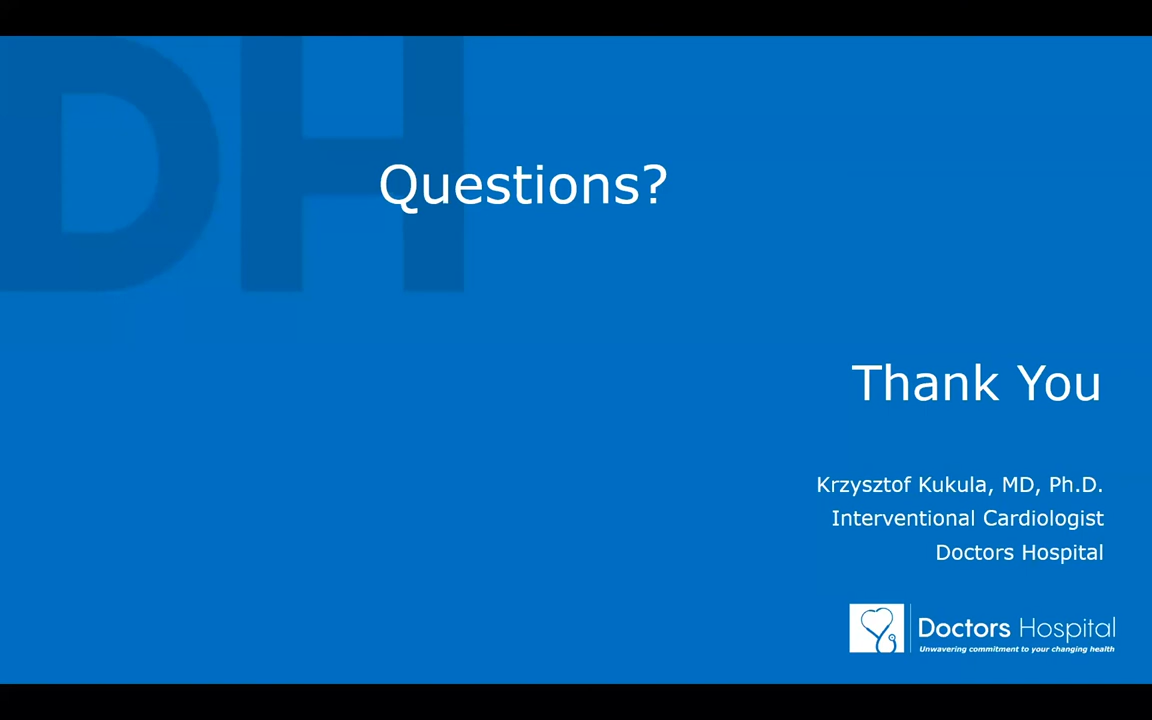 DH
Questions?
Thank You
Krzysztof Kukula, MD, Ph.D.
Interventional Cardiologist
Doctors Hospital
Doctors Hospital
Unwavering commitment to your changing health